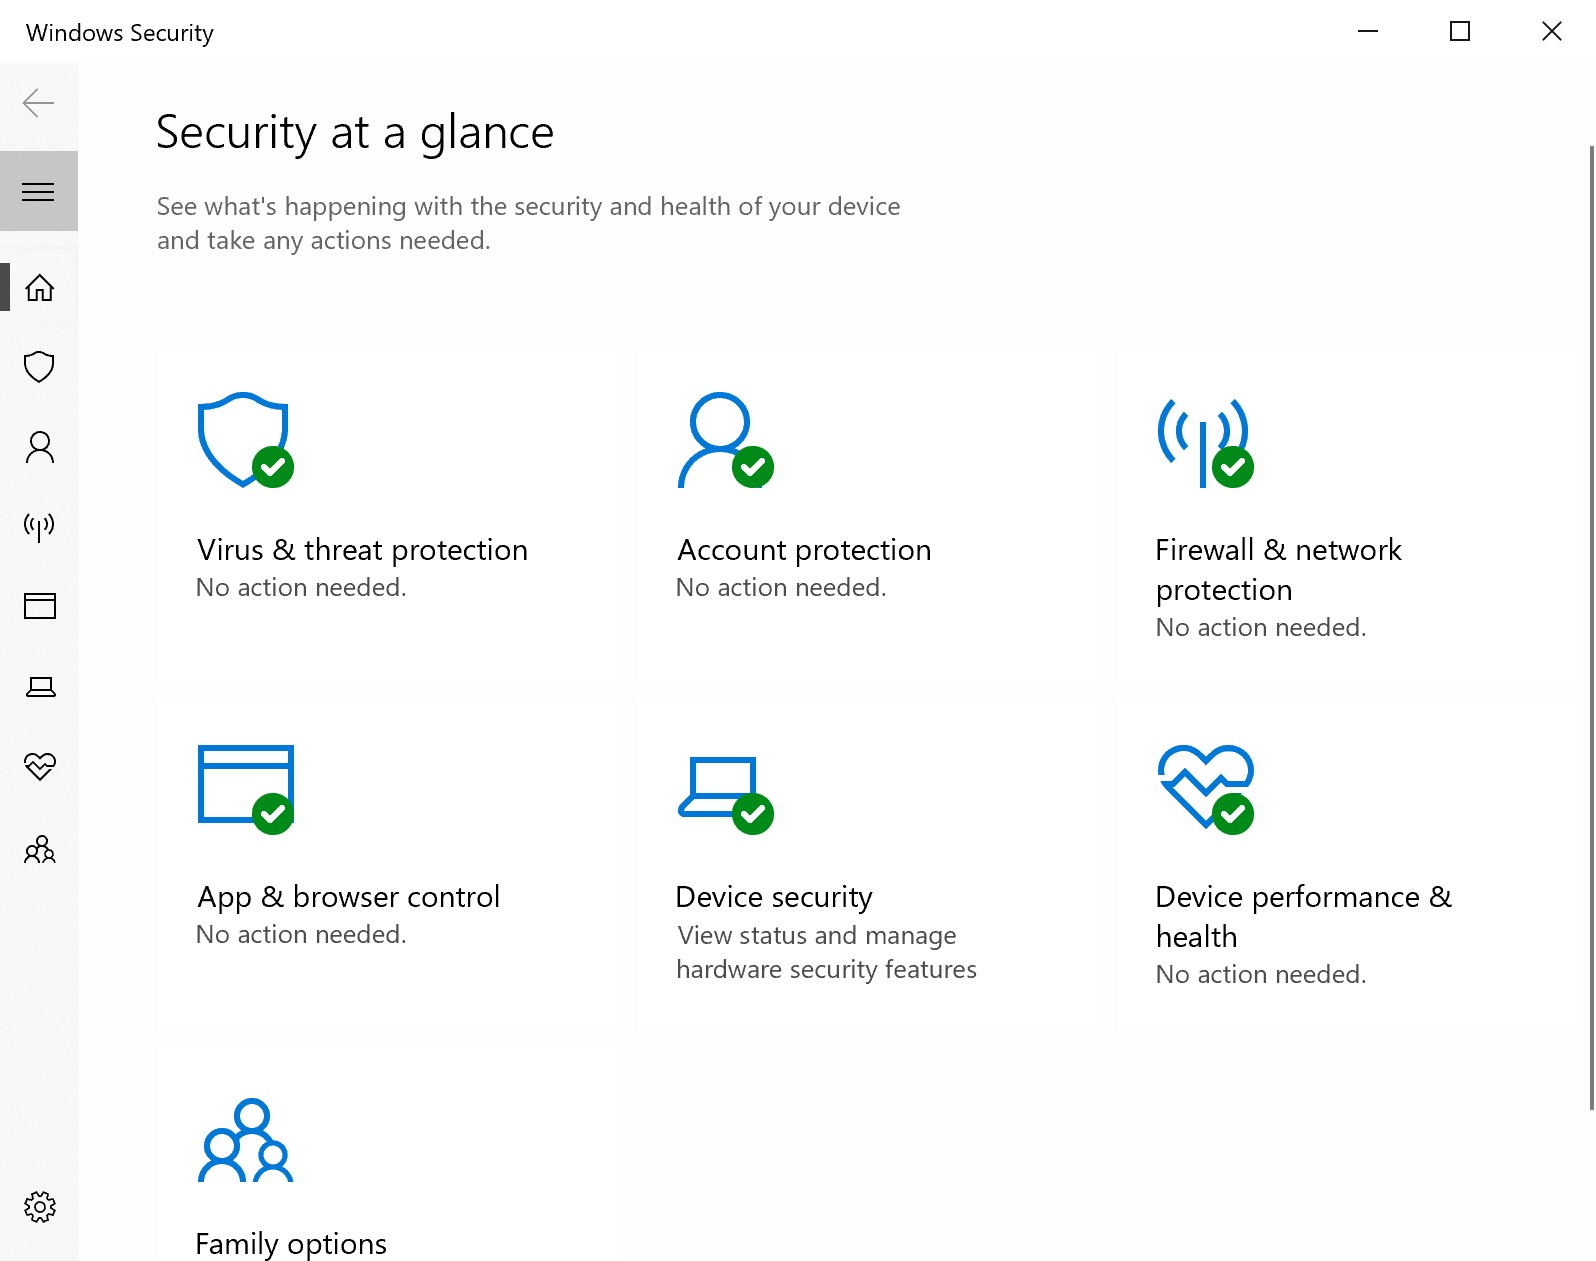 Windows Security
Security at a glance
See what's happening with the security and health of your device
and take any actions needed.
Virus & threat protection
No action needed.
Account protection
No action needed.
Firewall & network
protection
No action needed.
App & browser control
No action needed.
Device security
View status and manage
hardware security features
Device performance &
health
No action needed.
Family options